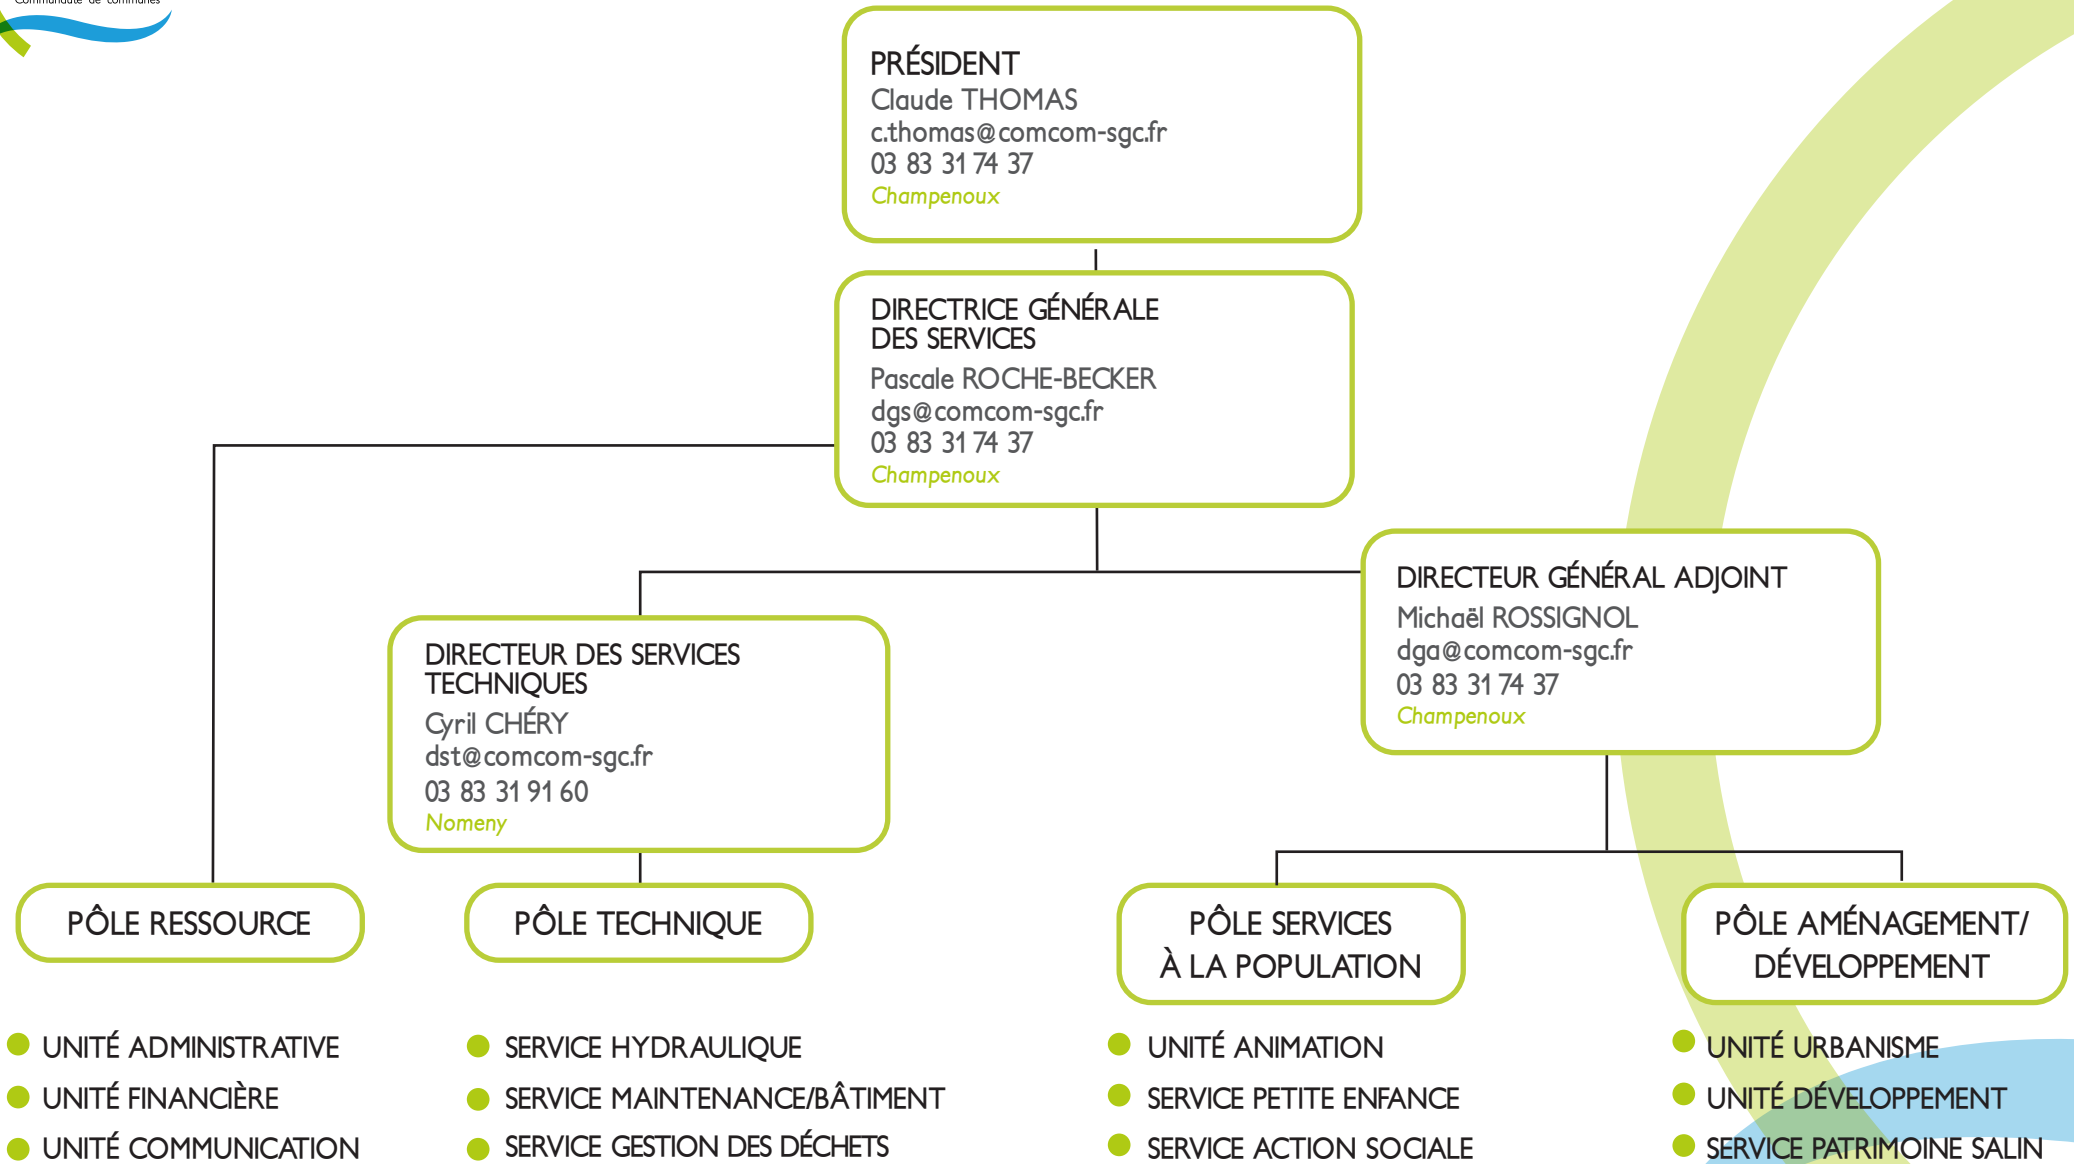 Communauté de communes
PRÉSIDENT
Claude THOMAS
c.thomas@comcom-sgc.fr
03 83 31 74 37
Champenoux
DIRECTRICE GÉNÉRALE
DES SERVICES
Pascale ROCHE-BECKER
dgs@comcom-sgc.fr
03 83 31 74 37
Champenoux
DIRECTEUR GÉNÉRAL ADJOINT
Michaël ROSSIGNOL
dga@comcom-sgc.fr
03 83 31 74 37
Champenoux
DIRECTEUR DES SERVICES
TECHNIQUES
Cyril CHÉRY
dst@comcom-sgc.fr
03 83 31 91 60
Nomeny
PÔLE RESSOURCE
UNITÉ ADMINISTRATIVE
UNITÉ FINANCIÈRE
UNITÉ COMMUNICATION
PÔLE TECHNIQUE
SERVICE HYDRAULIQUE
SERVICE MAINTENANCE/BÂTIMENT
SERVICE GESTION DES DÉCHETS
PÔLE SERVICES
À LA POPULATION
UNITÉ ANIMATION
SERVICE PETITE ENFANCE
SERVICE ACTION SOCIALE
PÔLE AMÉNAGEMENT/
DÉVELOPPEMENT
UNITÉ URBANISME
UNITÉ DÉVELOPPEMENT
SERVICE PATRIMOINE SALIN